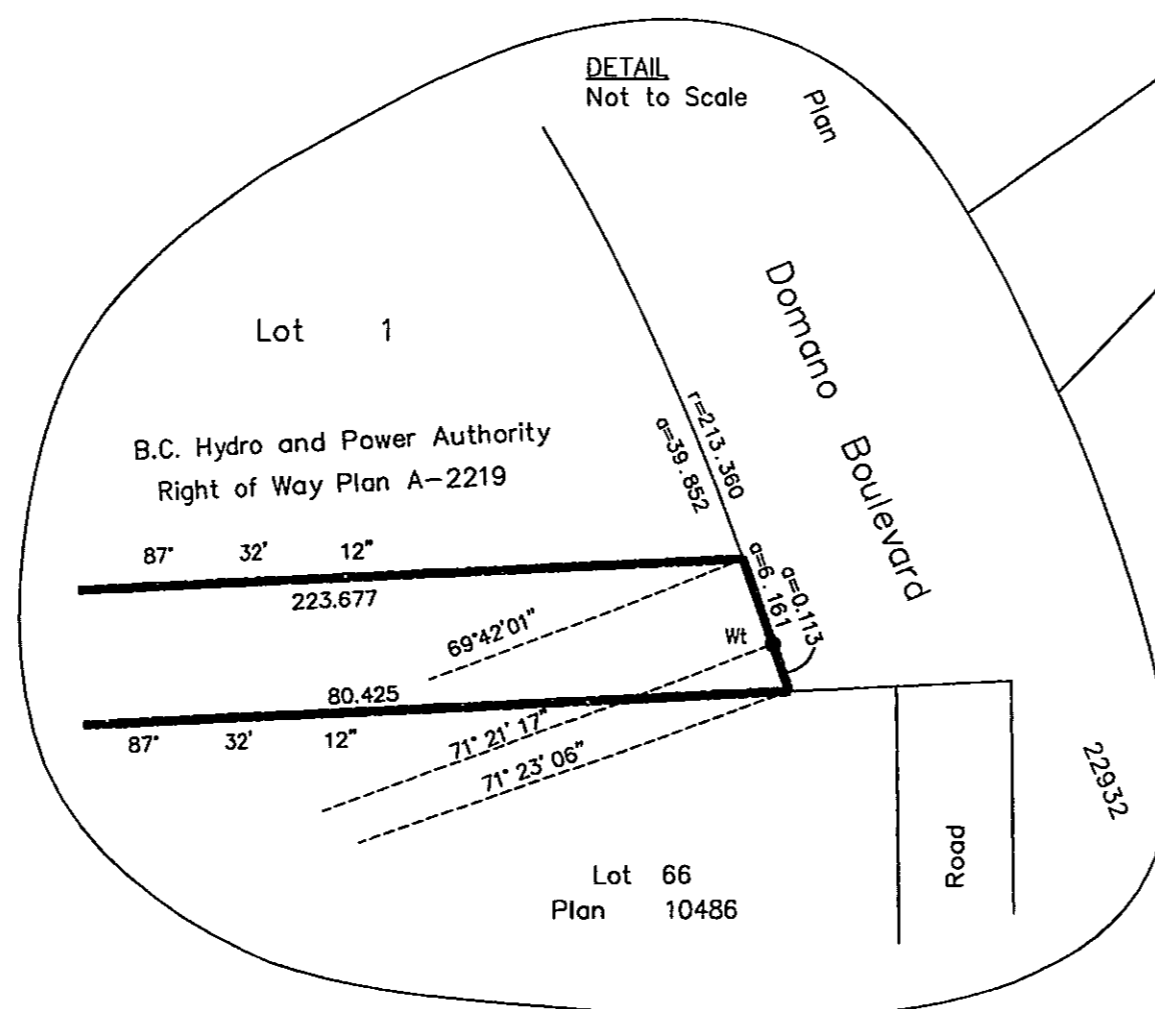 DETAIL
Not to Scale
Plan
Domano Boulevard
Lot 1
B.C. Hydro and Power Authority
Right of Way Plan A-2219
r=213.360
a=39.852
87° 32' 12"
223.677
a=6.161
a=0.113
Wt
69°42'01"
80.425
87° 32' 12"
71° 21' 17"
71° 23' 06"
22932
Road
Lot 66
Plan 10486